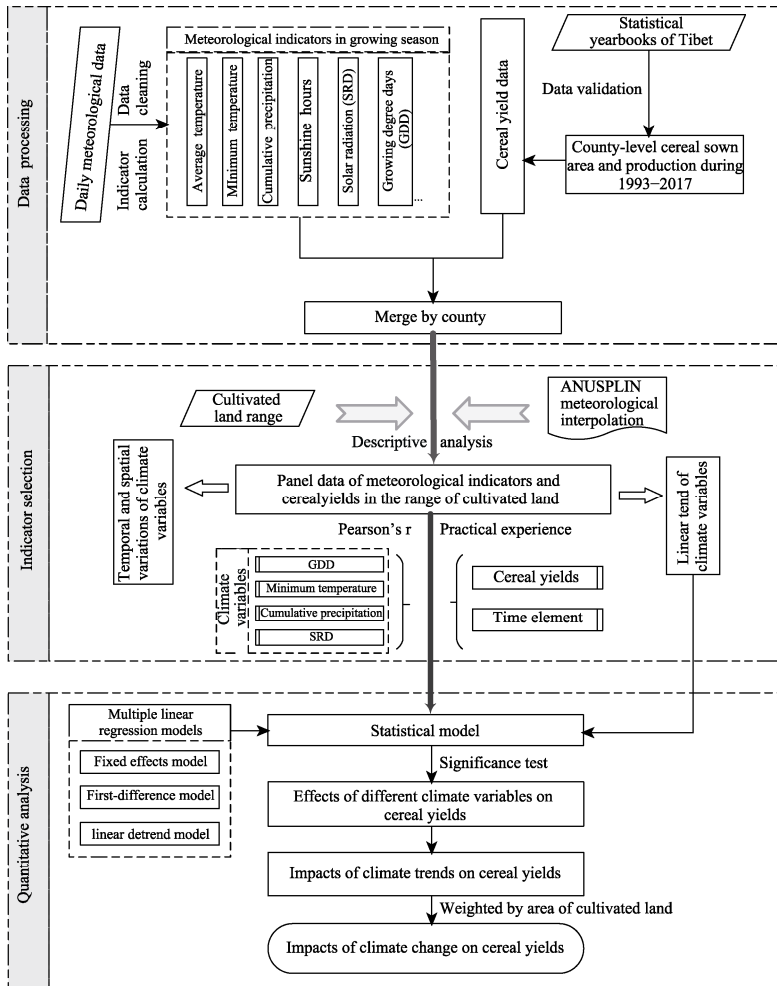 Data processing
Daily meteorological data
Data
cleaning
Indicator
calculation
Meteorological indicators in growing season
Average temperature
MInimum temperature
Cumulative precipitation
Sunshine hours
Solar radiation (SRD)
Growing degree days
(GDD)
...
Cereal yield data
Statistical
yearbooks of Tibet
Data validation
County-level cereal sown
area and production during
1993–2017
Merge by county
Indicator selection
Cultivated
land range
ANUSPLIN
meteorological
interpolation
Descriptive analysis
Temporal and spatial
variations of climate
variables
Panel data of meteorological indicators and
cerealyields in the range of cultivated land
Linear tend of
climate variables
Pearson's r
Practical experience
Climate
variables
GDD
Minimum temperature
Cumulative precipitation
SRD
Cereal yields
Time element
Quantitative analysis
Multiple linear
regression models
Fixed effects model
First-difference model
linear detrend model
Statistical model
Significance test
Effects of different climate variables on
cereal yields
Impacts of climate trends on cereal yields
Weighted by area of cultivated land
Impacts of climate change on cereal yields